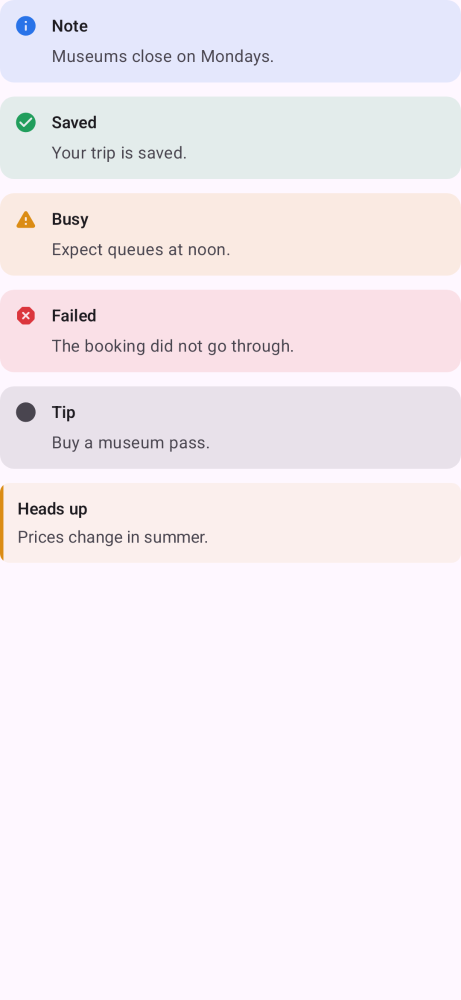 Note
Museums close on Mondays.
Saved
Your trip is saved.
Busy
Expect queues at noon.
Failed
The booking did not go through.
Tip
Buy a museum pass.
Heads up
Prices change in summer.